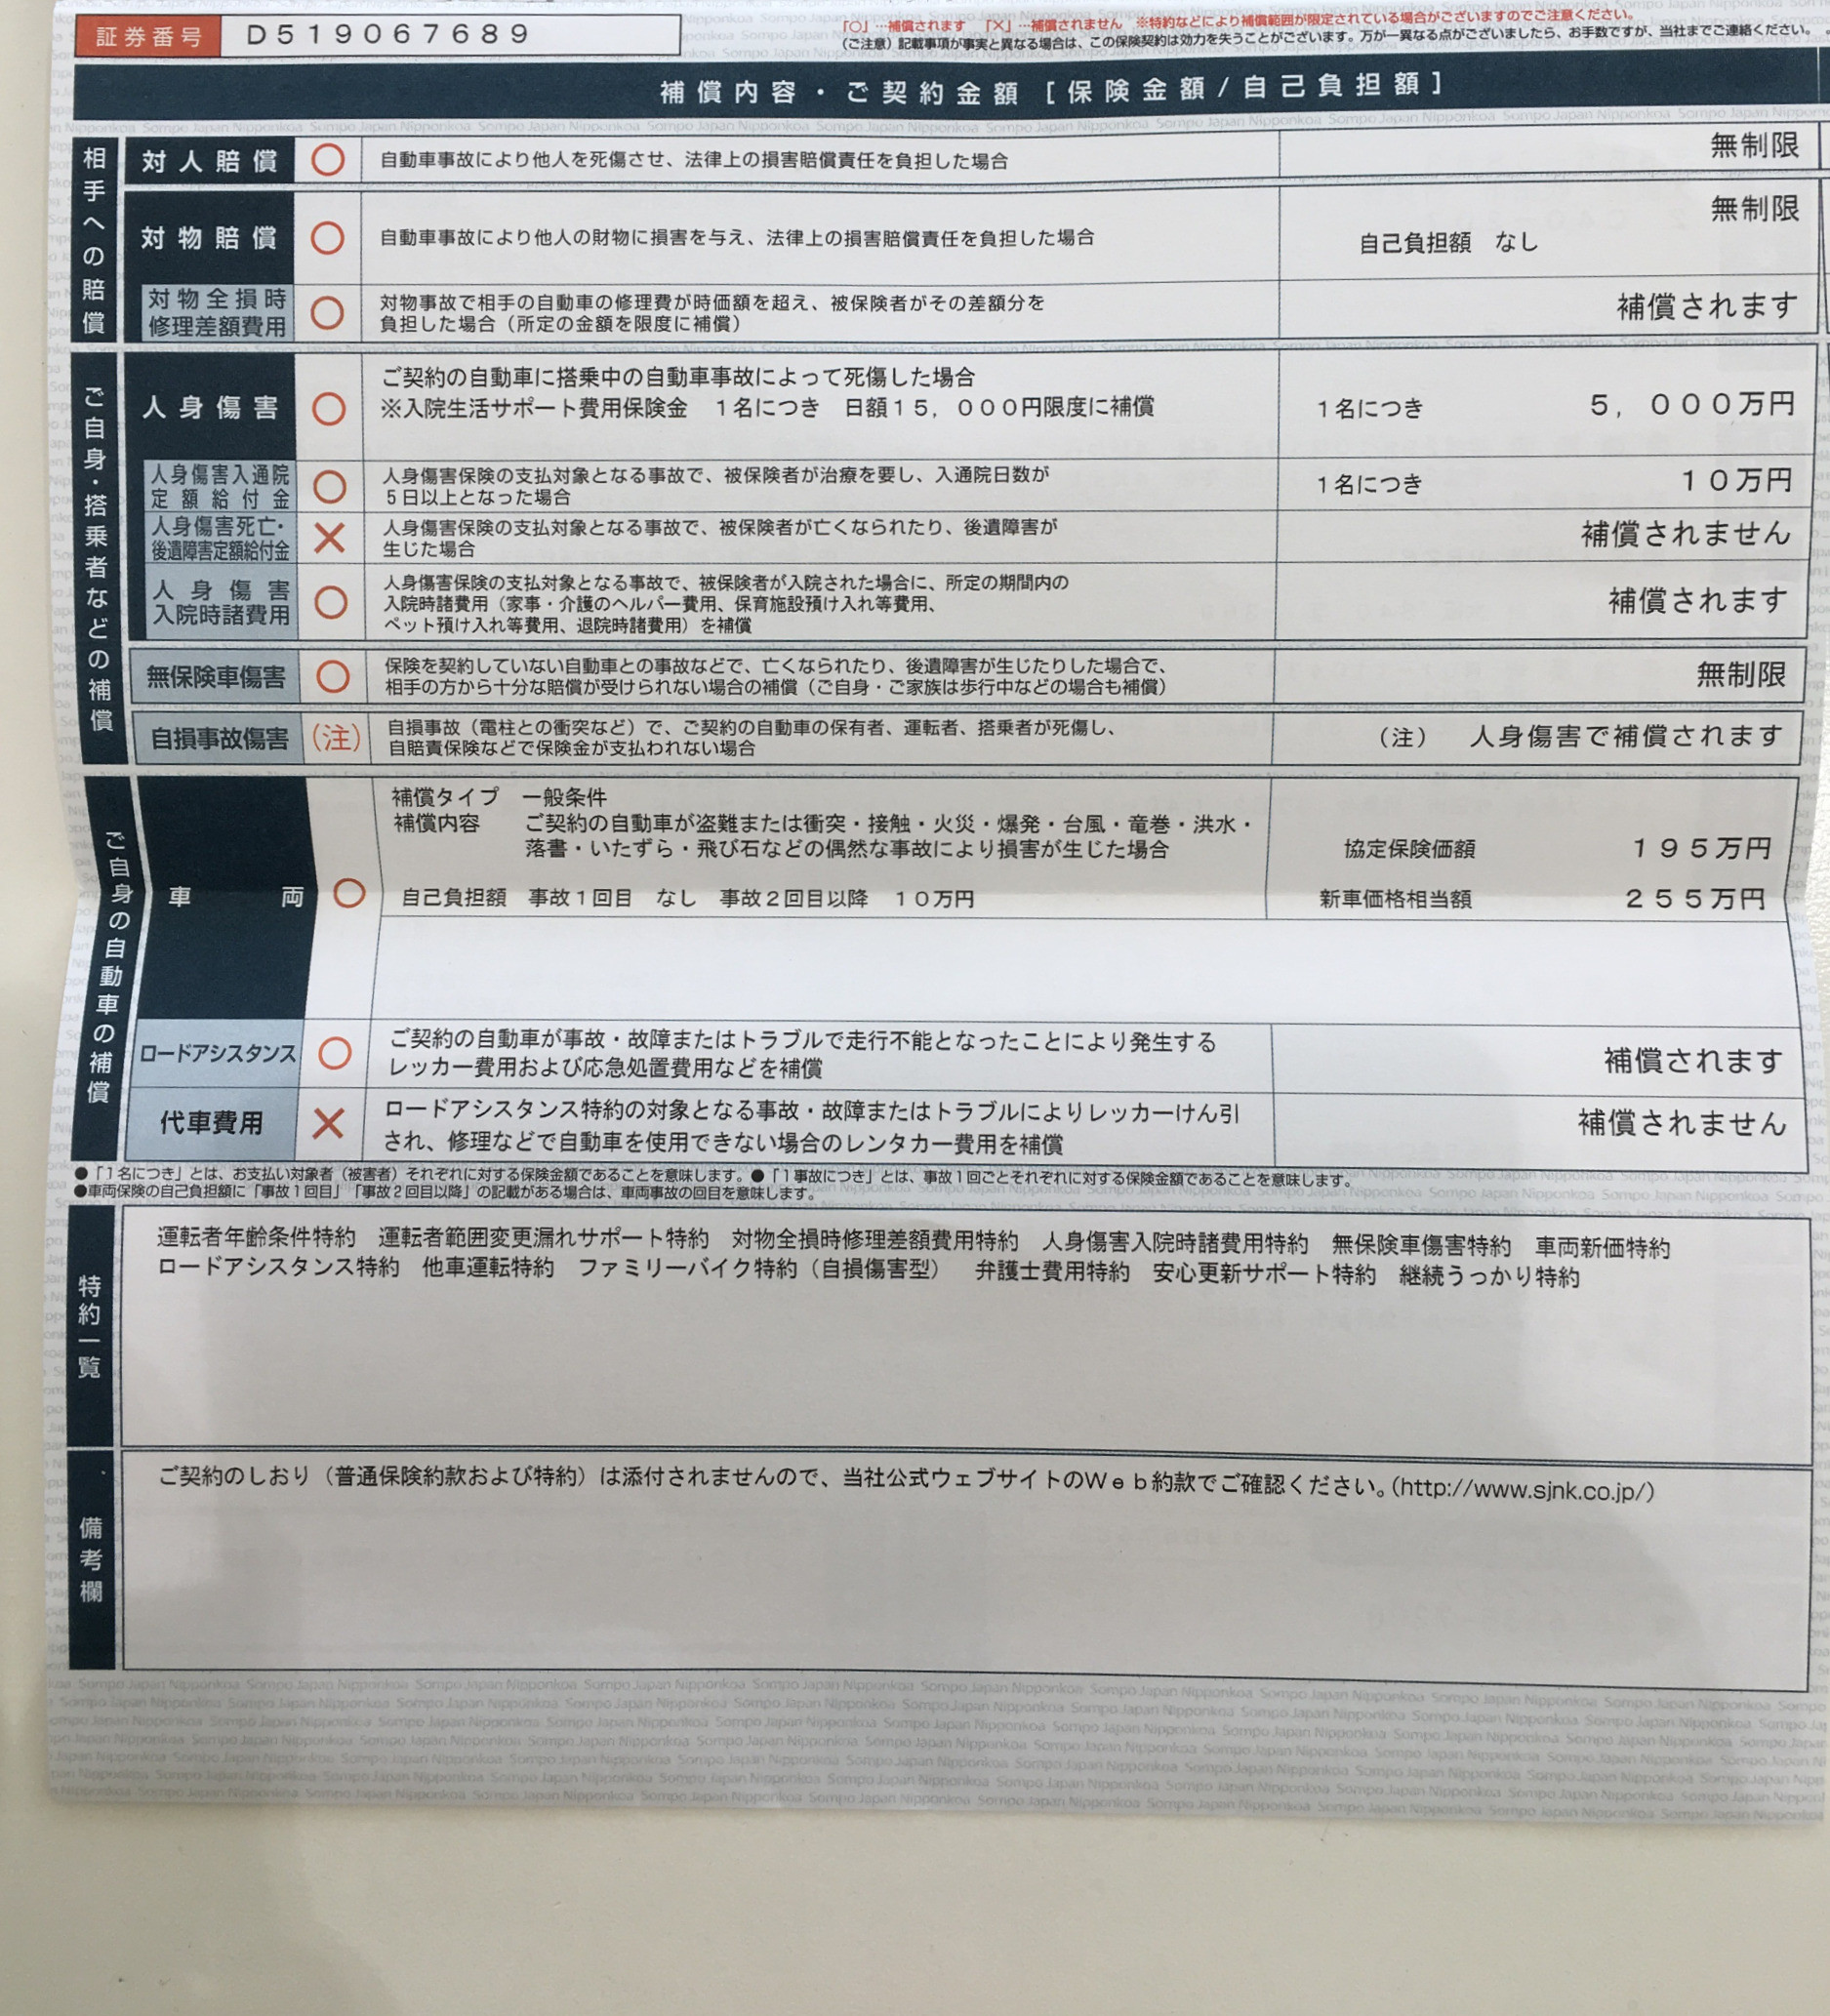 証券番号 D519067689
「○」…補償されます 「×」…補償されません ※特約などにより補償範囲が限定されている場合がございますのでご注意ください。
(ご注意)記載事項が事実と異なる場合は、この保険契約は効力を失うことがございます。万が一異なる点がございましたら、お手数ですが、当社までご連絡ください。
補償内容・ご契約金額[保険金額/自己負担額]
相手への賠償
対人賠償 ○ 自動車事故により他人を死傷させ、法律上の損害賠償責任を負担した場合 無制限
対物賠償 ○ 自動車事故により他人の財物に損害を与え、法律上の損害賠償責任を負担した場合 無制限
自己負担額 なし
対物全損時
修理差額費用 ○ 対物事故で相手の自動車の修理費が時価額を超え、被保険者がその差額分を
負担した場合(所定の金額を限度に補償) 補償されます
ご自身・搭乗者などの補償
人身傷害 ○ ご契約の自動車に搭乗中の自動車事故によって死傷した場合
※入院生活サポート費用保険金 1名につき 日額15,000円限度に補償 1名につき 5,000万円
人身傷害入通院
定額給付金 ○ 人身傷害保険の支払対象となる事故で、被保険者が治療を要し、入通院日数が
5日以上となった場合 1名につき 10万円
人身傷害死亡・
後遺障害定額給付金 × 人身傷害保険の支払対象となる事故で、被保険者が亡くなられたり、後遺障害が
生じた場合 補償されません
人身傷害
入院時諸費用 ○ 人身傷害保険の支払対象となる事故で、被保険者が入院された場合に、所定の期間内の
入院時諸費用(家事・介護のヘルパー費用、保育施設預け入れ等費用、
ペット預け入れ等費用、退院時諸費用)を補償 補償されます
無保険車傷害 ○ 保険を契約していない自動車との事故などで、亡くなられたり、後遺障害が生じたりした場合で、
相手の方から十分な賠償が受けられない場合の補償(ご自身・ご家族は歩行中などの場合も補償) 無制限
自損事故傷害 (注) 自損事故(電柱との衝突など)で、ご契約の自動車の保有者、運転者、搭乗者が死傷し、
自賠責保険などで保険金が支払われない場合 (注) 人身傷害で補償されます
ご自身の自動車の補償
車両 ○ 補償タイプ 一般条件
補償内容 ご契約の自動車が盗難または衝突・接触・火災・爆発・台風・竜巻・洪水・
落書・いたずら・飛び石などの偶然な事故により損害が生じた場合 協定保険価額 195万円
自己負担額 事故1回目 なし 事故2回目以降 10万円 新車価格相当額 255万円
ロードアシスタンス ○ ご契約の自動車が事故・故障またはトラブルで走行不能となったことにより発生する
レッカー費用および応急処置費用などを補償 補償されます
代車費用 × ロードアシスタンス特約の対象となる事故・故障またはトラブルによりレッカーけん引
され、修理などで自動車を使用できない場合のレンタカー費用を補償 補償されません
●「1名につき」とは、お支払い対象者(被害者)それぞれに対する保険金額であることを意味します。●「1事故につき」とは、事故1回ごとそれぞれに対する保険金額であることを意味します。
●車両保険の自己負担額に「事故1回目」「事故2回目以降」の記載がある場合は、車両事故の回目を意味します。
特約一覧
運転者年齢条件特約 運転者範囲変更漏れサポート特約 対物全損時修理差額費用特約 人身傷害入院時諸費用特約 無保険車傷害特約 車両新価特約
ロードアシスタンス特約 他車運転特約 ファミリーバイク特約(自損傷害型) 弁護士費用特約 安心更新サポート特約 継続うっかり特約
備考欄
ご契約のしおり(普通保険約款および特約)は添付されませんので、当社公式ウェブサイトのWeb約款でご確認ください。(http://www.sjnk.co.jp/)
Sompo Japan Nipponkoa